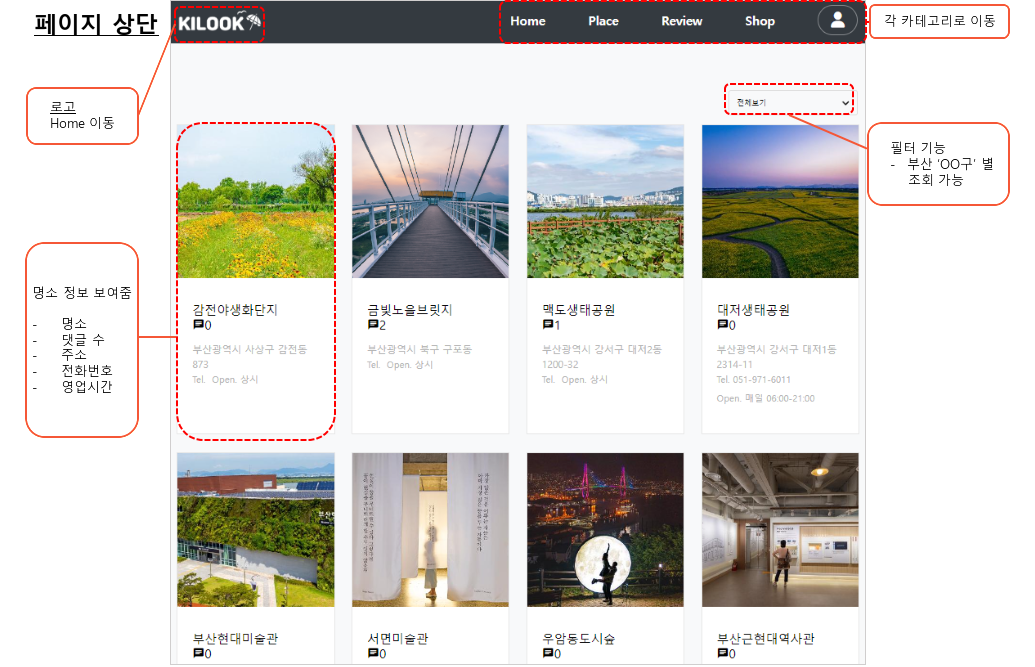 페이지 상단
KILOOK
Home Place Review Shop
각 카테고리로 이동
로고
Home 이동
전체보기
필터 기능
- 부산 ‘OO구’ 별
조회 가능
명소 정보 보여줌
- 명소
- 댓글 수
- 주소
- 전화번호
- 영업시간
감전야생화단지
0
부산광역시 사상구 감전동
873
Tel. Open. 상시
금빛노을브릿지
2
부산광역시 북구 구포동
Tel. Open. 상시
맥도생태공원
1
부산광역시 강서구 대저2동
1200-32
Tel. Open. 상시
대저생태공원
0
부산광역시 강서구 대저1동
2314-11
Tel. 051-971-6011
Open. 매일 06:00-21:00
부산현대미술관
0
서면미술관
0
우암동도시숲
0
부산근현대역사관
0